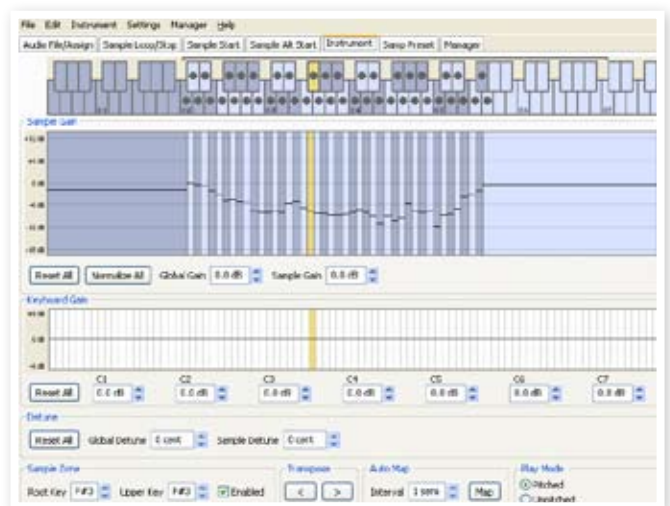 File Edit Instrument Settings Manager Help
Audio File/Assign Sample Loop/Stop Sample Start Sample Alt Start Instrument Samp Preset Manager
Sample Gain
Reset All Normalize All Global Gain 0.0 dB Sample Gain 0.0 dB
Keyboard Gain
C1 C2 C3 C4 C5 C6 C7
Reset All 0.0 dB 0.0 dB 0.0 dB 0.0 dB 0.0 dB 0.0 dB 0.0 dB
Detune
Reset All Global Detune 0 cent Sample Detune 0 cent
Sample Zone Transpose Auto Map Play Mode
Root Key F#3 Upper Key F#3 Enabled < > Interval 1 semi Map Pitched
Unpitched